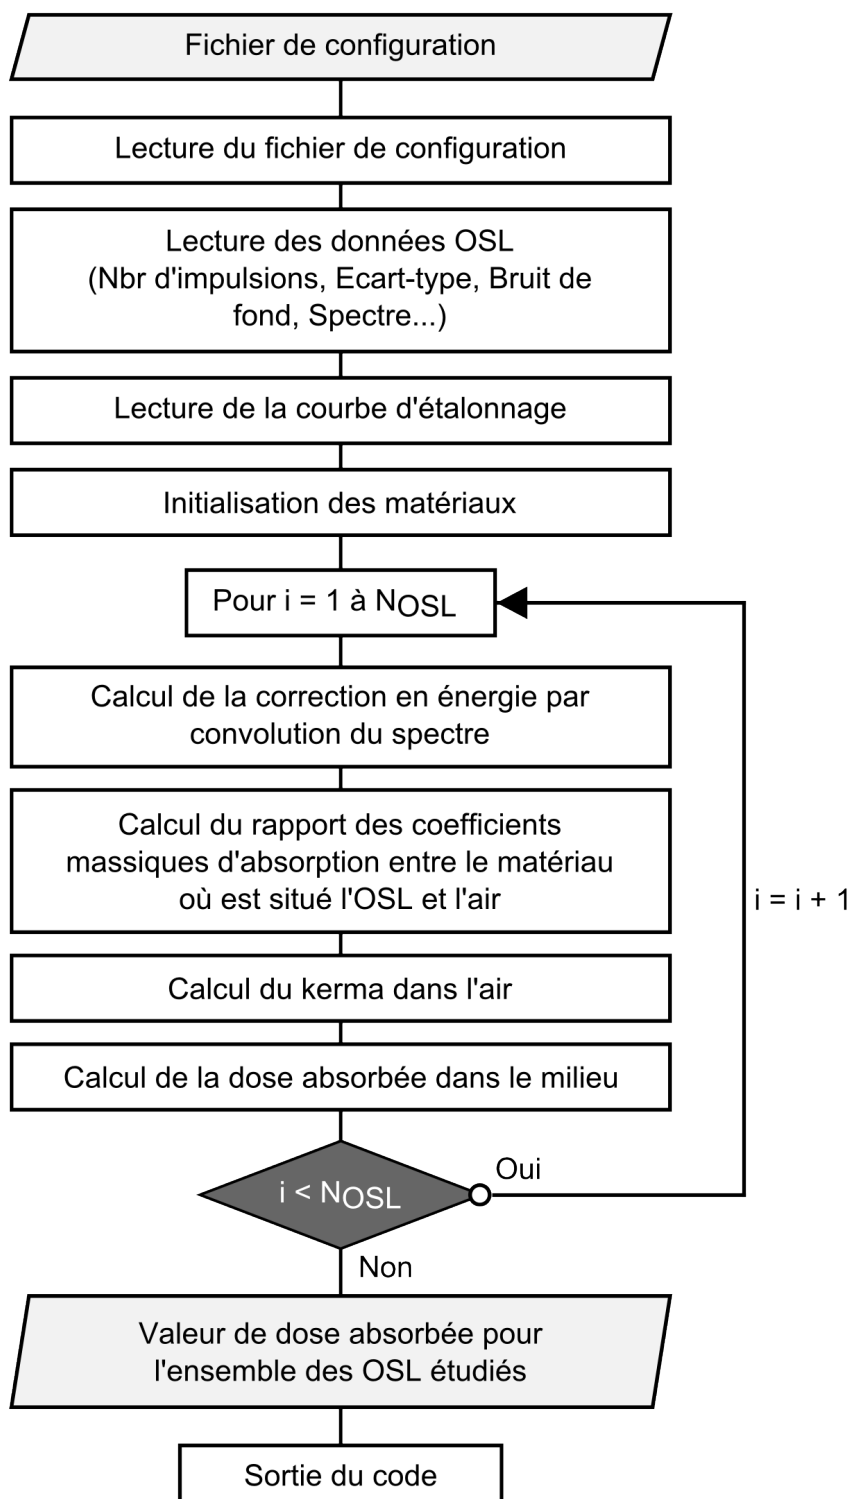 Fichier de configuration
Lecture du fichier de configuration
Lecture des données OSL
(Nbr d'impulsions, Ecart-type, Bruit de
fond, Spectre...)
Lecture de la courbe d'étalonnage
Initialisation des matériaux
Pour i = 1 à NOSL
Calcul de la correction en énergie par
convolution du spectre
Calcul du rapport des coefficients
massiques d'absorption entre le matériau
où est situé l'OSL et l'air
i = i + 1
Calcul du kerma dans l'air
Calcul de la dose absorbée dans le milieu
Oui
i < NOSL
Non
Valeur de dose absorbée pour
l'ensemble des OSL étudiés
Sortie du code